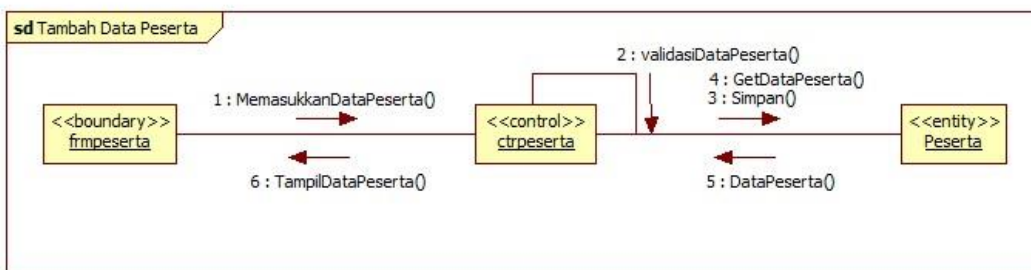 sd Tambah Data Peserta
2 : validasiDataPeserta()
4 : GetDataPeserta()
1 : MemasukkanDataPeserta()
3 : Simpan()
<<boundary>>
frmpeserta
<<control>>
ctrpeserta
<<entity>>
Peserta
6 : TampilDataPeserta()
5 : DataPeserta()